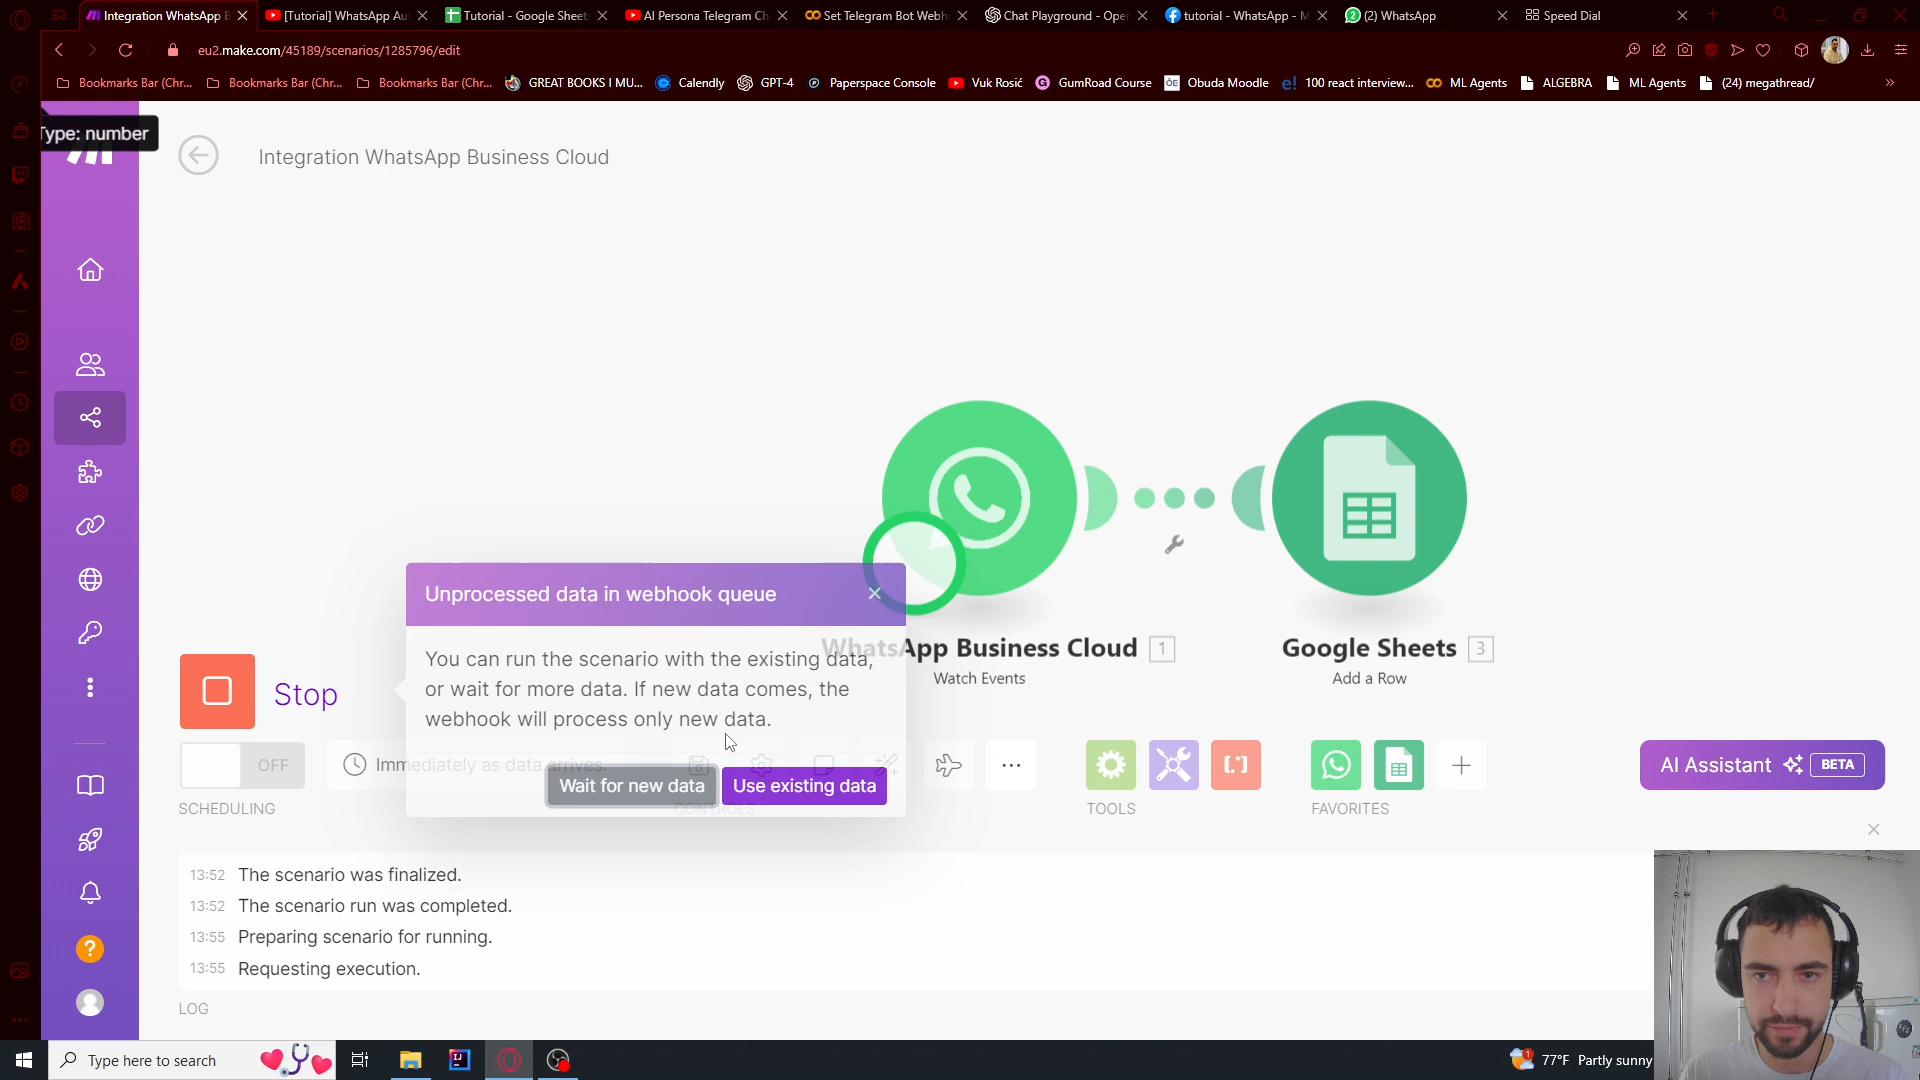 Integration WhatsApp B
[Tutorial] WhatsApp Au
Tutorial - Google Sheet
AI Persona Telegram Ch
Set Telegram Bot Webh
Chat Playground - Ope
tutorial - WhatsApp - M
(2) WhatsApp
Speed Dial
eu2.make.com/45189/scenarios/1285796/edit
Bookmarks Bar (Chr...
Bookmarks Bar (Chr...
Bookmarks Bar (Chr...
GREAT BOOKS I MU...
Calendly
GPT-4
Paperspace Console
Vuk Rosić
GumRoad Course
Obuda Moodle
100 react interview...
ML Agents
ALGEBRA
ML Agents
(24) megathread/
Type: number
Integration WhatsApp Business Cloud
Unprocessed data in webhook queue
You can run the scenario with the existing data,
or wait for more data. If new data comes, the
webhook will process only new data.
Wait for new data
Use existing data
WhatsApp Business Cloud 1
Watch Events
Google Sheets 3
Add a Row
Stop
OFF
Immediately as data arrives.
SCHEDULING
CONTROLS
TOOLS
FAVORITES
AI Assistant BETA
13:52 The scenario was finalized.
13:52 The scenario run was completed.
13:55 Preparing scenario for running.
13:55 Requesting execution.
LOG
Type here to search
77°F Partly sunny